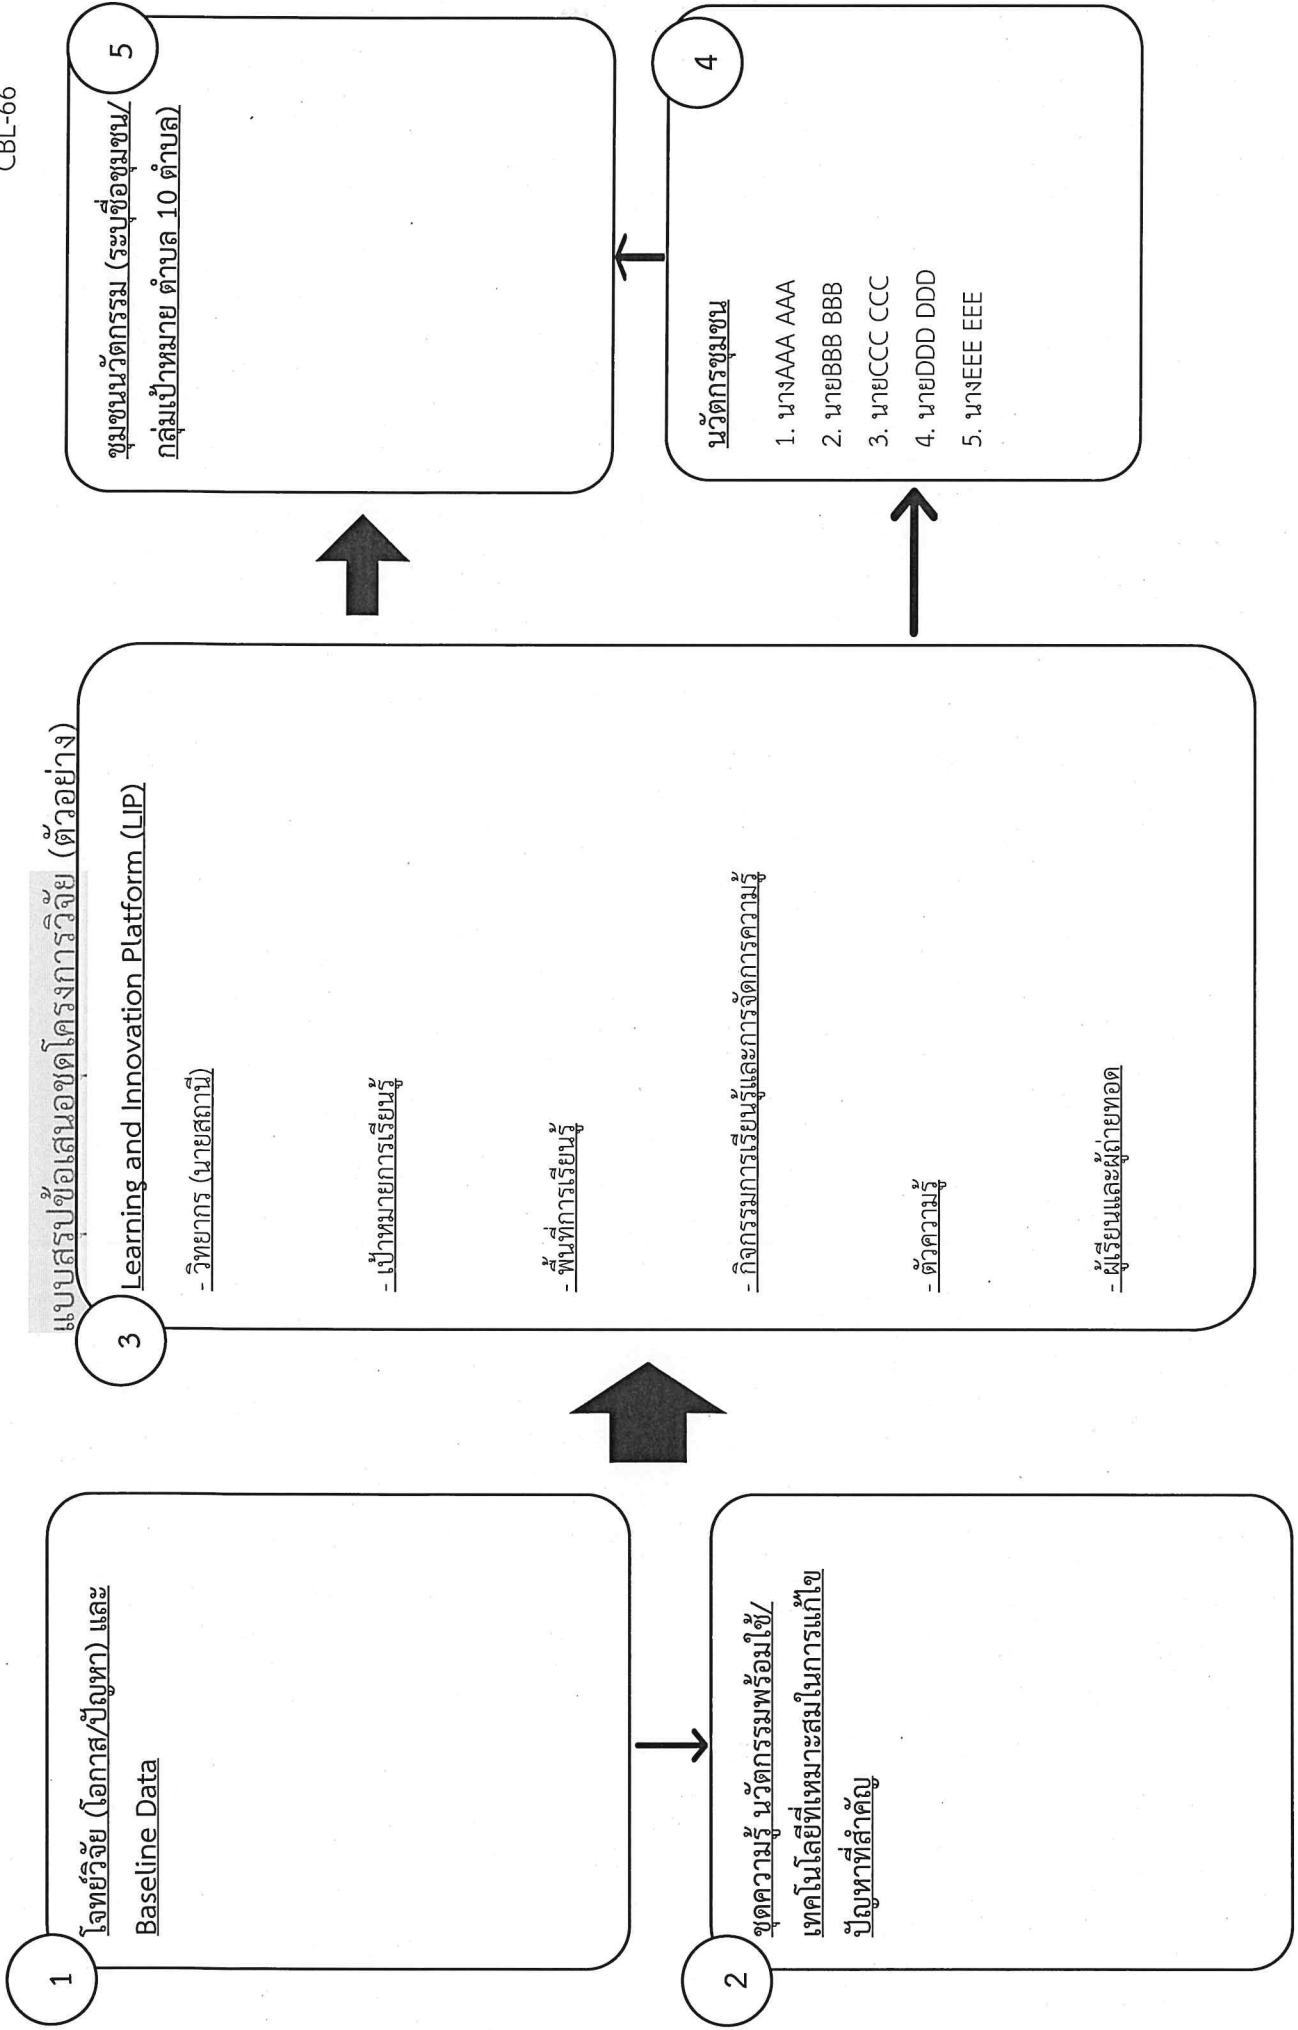 CBL-66
แบบสรุปข้อเสนอชุดโครงการวิจัย (ตัวอย่าง)
1
โจทย์วิจัย (โอกาส/ปัญหา) และ
Baseline Data
2
ชุดความรู้ นวัตกรรมพร้อมใช้/
เทคโนโลยีที่เหมาะสมในการแก้ไข
ปัญหาที่สำคัญ
3
Learning and Innovation Platform (LIP)
- วิทยากร (นายสถานี)
- เป้าหมายการเรียนรู้
- พื้นที่การเรียนรู้
- กิจกรรมการเรียนรู้และการจัดการความรู้
- ตัวความรู้
- ผู้เรียนและผู้ถ่ายทอด
4
นวัตกรชุมชน
1. นางAAA AAA
2. นายBBB BBB
3. นายCCC CCC
4. นายDDD DDD
5. นางEEE EEE
5
ชุมชนนวัตกรรม (ระบุชื่อชุมชน/
กลุ่มเป้าหมาย ตำบล 10 ตำบล)